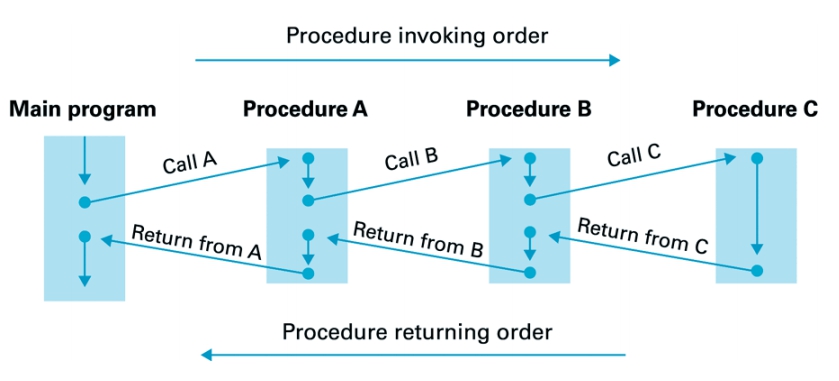 Procedure invoking order
Main program
Procedure A
Procedure B
Procedure C
Call A
Call B
Call C
Return from A
Return from B
Return from C
Procedure returning order